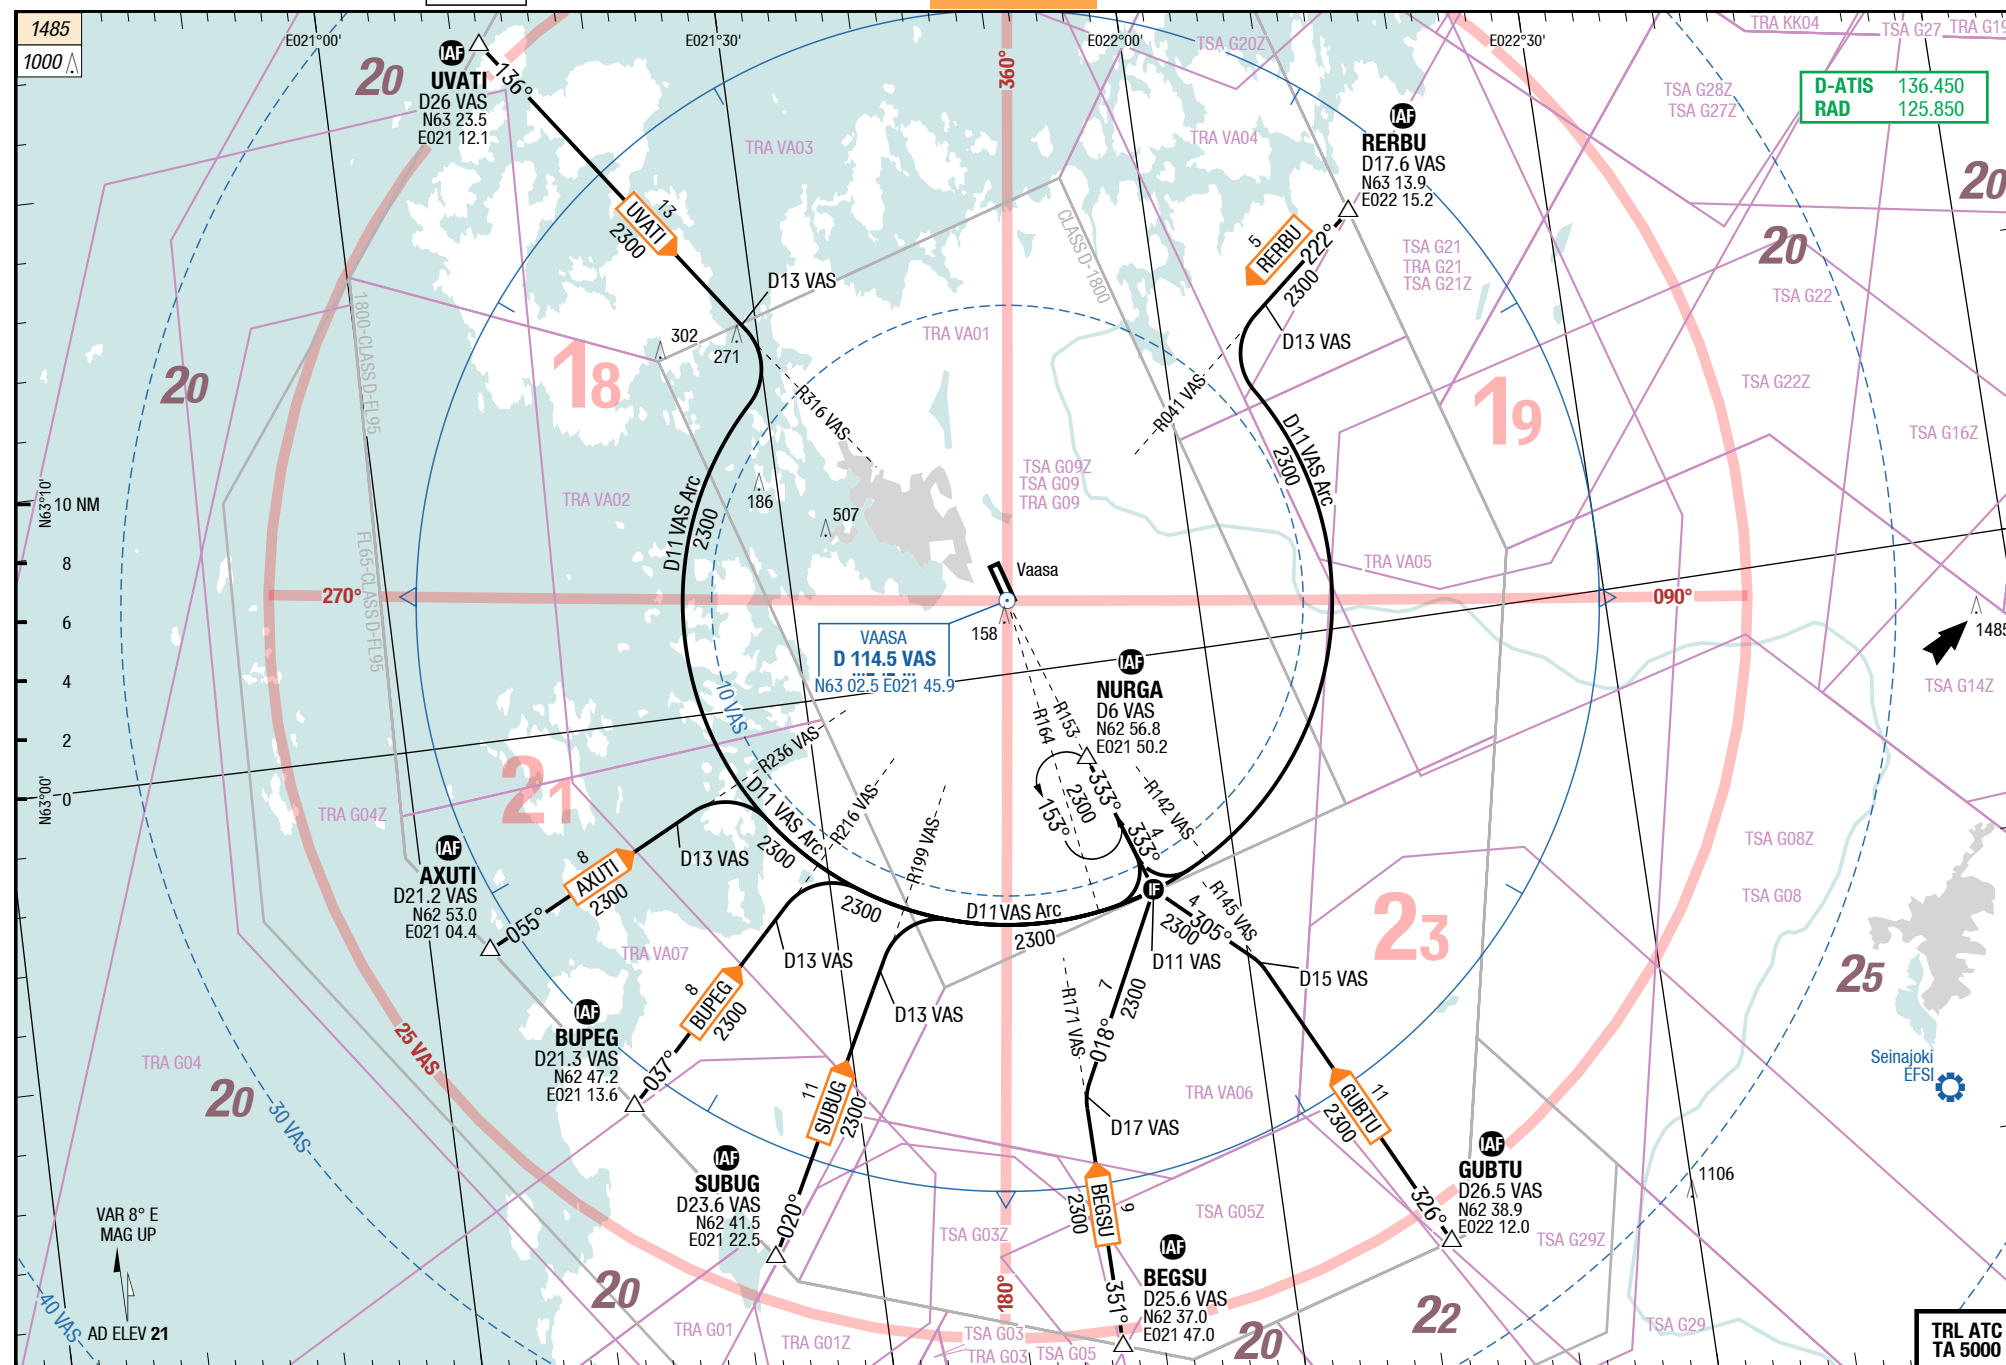 1485
1000
E021°00'
E021°30'
E022°00'
E022°30'
TRA KK04
TSA G27
TRA G19
TSA G20Z
TSA G28Z
TSA G27Z
D-ATIS 136.450
RAD 125.850
IAF
UVATI
D26 VAS
N63 23.5
E021 12.1
136°
20
360°
IAF
RERBU
D17.6 VAS
N63 13.9
E022 15.2
222°
5
RERBU
2300
D13 VAS
TRA VA03
TRA VA04
13
UVATI
2300
D13 VAS
CLASS D-1800
TSA G21
TRA G21
TSA G21Z
20
20
TSA G22
1800-CLASS D-FL95
302
271
TRA VA01
18
20
R316 VAS
R041 VAS
19
TSA G22Z
TSA G16Z
D11 VAS Arc
2300
D11 VAS Arc
2300
TRA VA02
186
507
TSA G09Z
TSA G09
TRA G09
N63°10'
10 NM
8
6
4
2
0
N63°00'
FL65-CLASS D-FL95
270°
090°
Vaasa
158
TRA VA05
1485
VAASA
D 114.5 VAS
N63 02.5 E021 45.9
TSA G14Z
10 VAS
R236 VAS
R164
R153
IAF
NURGA
D6 VAS
N62 56.8
E021 50.2
333°
2300
153°
4
333°
R142 VAS
21
TRA G04Z
D11 VAS Arc
2300
R216 VAS
R199 VAS
TSA G08Z
TSA G08
IAF
AXUTI
D21.2 VAS
N62 53.0
E021 04.4
055°
8
AXUTI
2300
D13 VAS
2300
D11 VAS Arc
2300
IF
D11 VAS
4
305°
2300
R145 VAS
D15 VAS
23
25
TRA VA07
8
BUPEG
2300
D13 VAS
D13 VAS
R171 VAS
7
2300
018°
IAF
BUPEG
D21.3 VAS
N62 47.2
E021 13.6
037°
25 VAS
TRA G04
20
30 VAS
11
SUBUG
2300
TRA VA06
D17 VAS
11
GUBTU
2300
Seinajoki
EFSI
IAF
SUBUG
D23.6 VAS
N62 41.5
E021 22.5
020°
9
BEGSU
2300
TSA G05Z
TSA G03Z
IAF
GUBTU
D26.5 VAS
N62 38.9
E022 12.0
326°
1106
TSA G29Z
VAR 8° E
MAG UP
AD ELEV 21
40 VAS
20
180°
351°
IAF
BEGSU
D25.6 VAS
N62 37.0
E021 47.0
20
22
TRA G01
TRA G01Z
TSA G03
TRA G03
TSA G05
TSA G29
TRL ATC
TA 5000